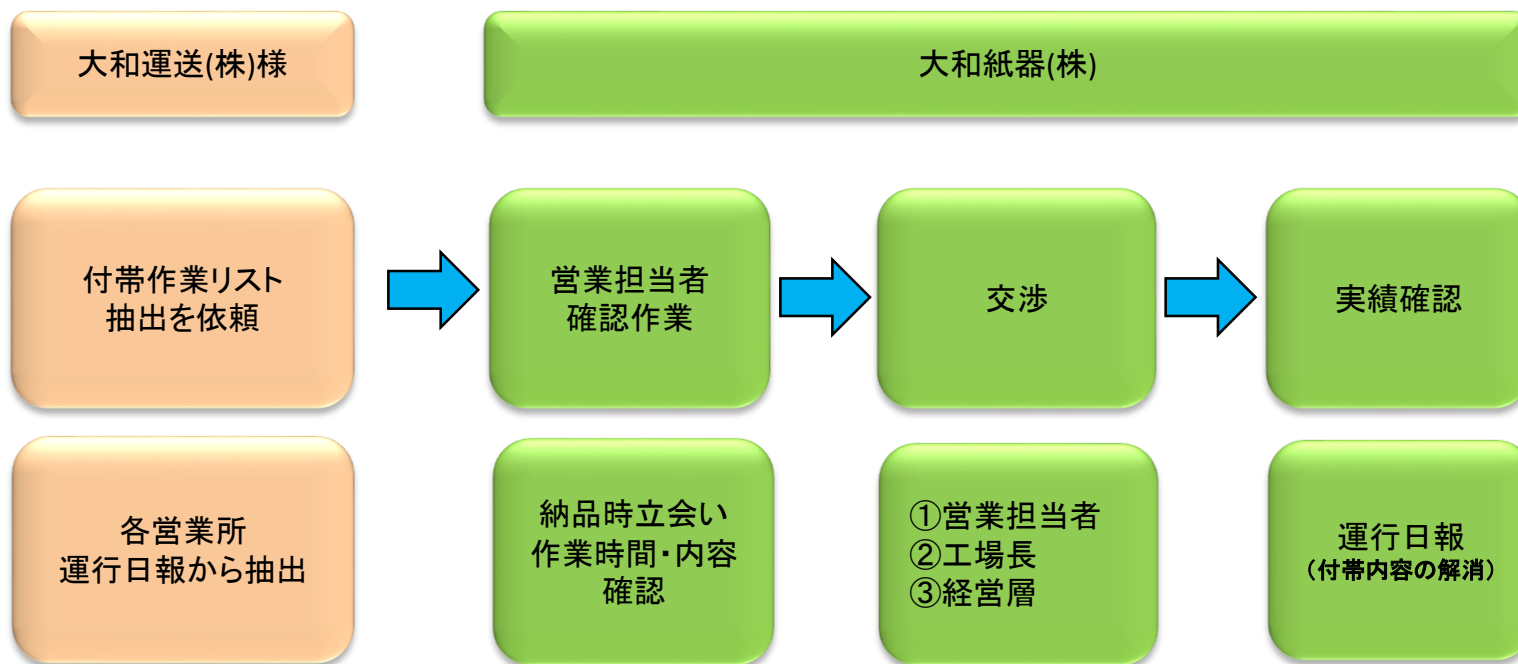 大和運送(株)様
大和紙器(株)
付帯作業リスト
抽出を依頼
営業担当者
確認作業
交渉
実績確認
各営業所
運行日報から抽出
納品時立会い
作業時間・内容
確認
①営業担当者
②工場長
③経営層
運行日報
（付帯内容の解消）